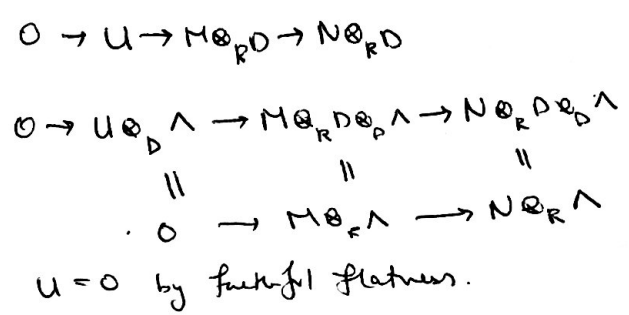 0 → U → M⊗_R D → N⊗_R D
0 → U⊗_D Λ → M⊗_R D⊗_D Λ → N⊗_R D⊗_D Λ
|| || ||
0 → M⊗_R Λ → N⊗_R Λ
U = 0 by faithful flatness.